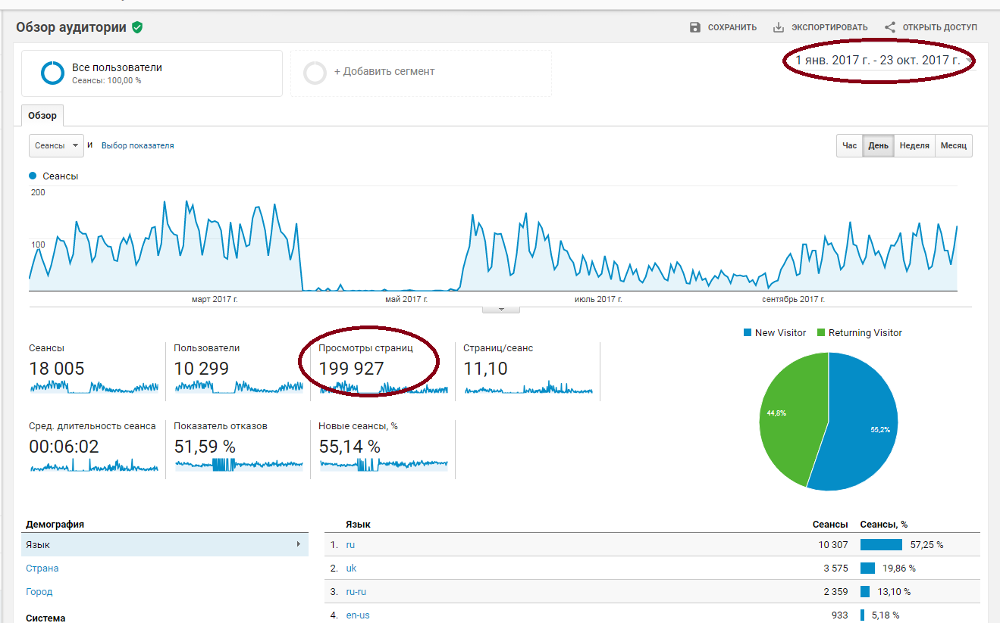 Обзор аудитории
СОХРАНИТЬ ЭКСПОРТИРОВАТЬ ОТКРЫТЬ ДОСТУП
1 янв. 2017 г. - 23 окт. 2017 г.
Все пользователи
Сеансы: 100,00 %
+ Добавить сегмент
Обзор
Сеансы и Выбор показателя
Час День Неделя Месяц
Сеансы
200
100
март 2017 г. май 2017 г. июль 2017 г. сентябрь 2017 г.
New Visitor Returning Visitor
Сеансы Пользователи Просмотры страниц Страниц/сеанс
18 005 10 299 199 927 11,10
44,8%
55,2%
Сред. длительность сеанса Показатель отказов Новые сеансы, %
00:06:02 51,59 % 55,14 %
Демография Язык Сеансы Сеансы, %
Язык 1. ru 10 307 57,25 %
Страна 2. uk 3 575 19,86 %
Город 3. ru-ru 2 359 13,10 %
Система 4. en-us 933 5,18 %